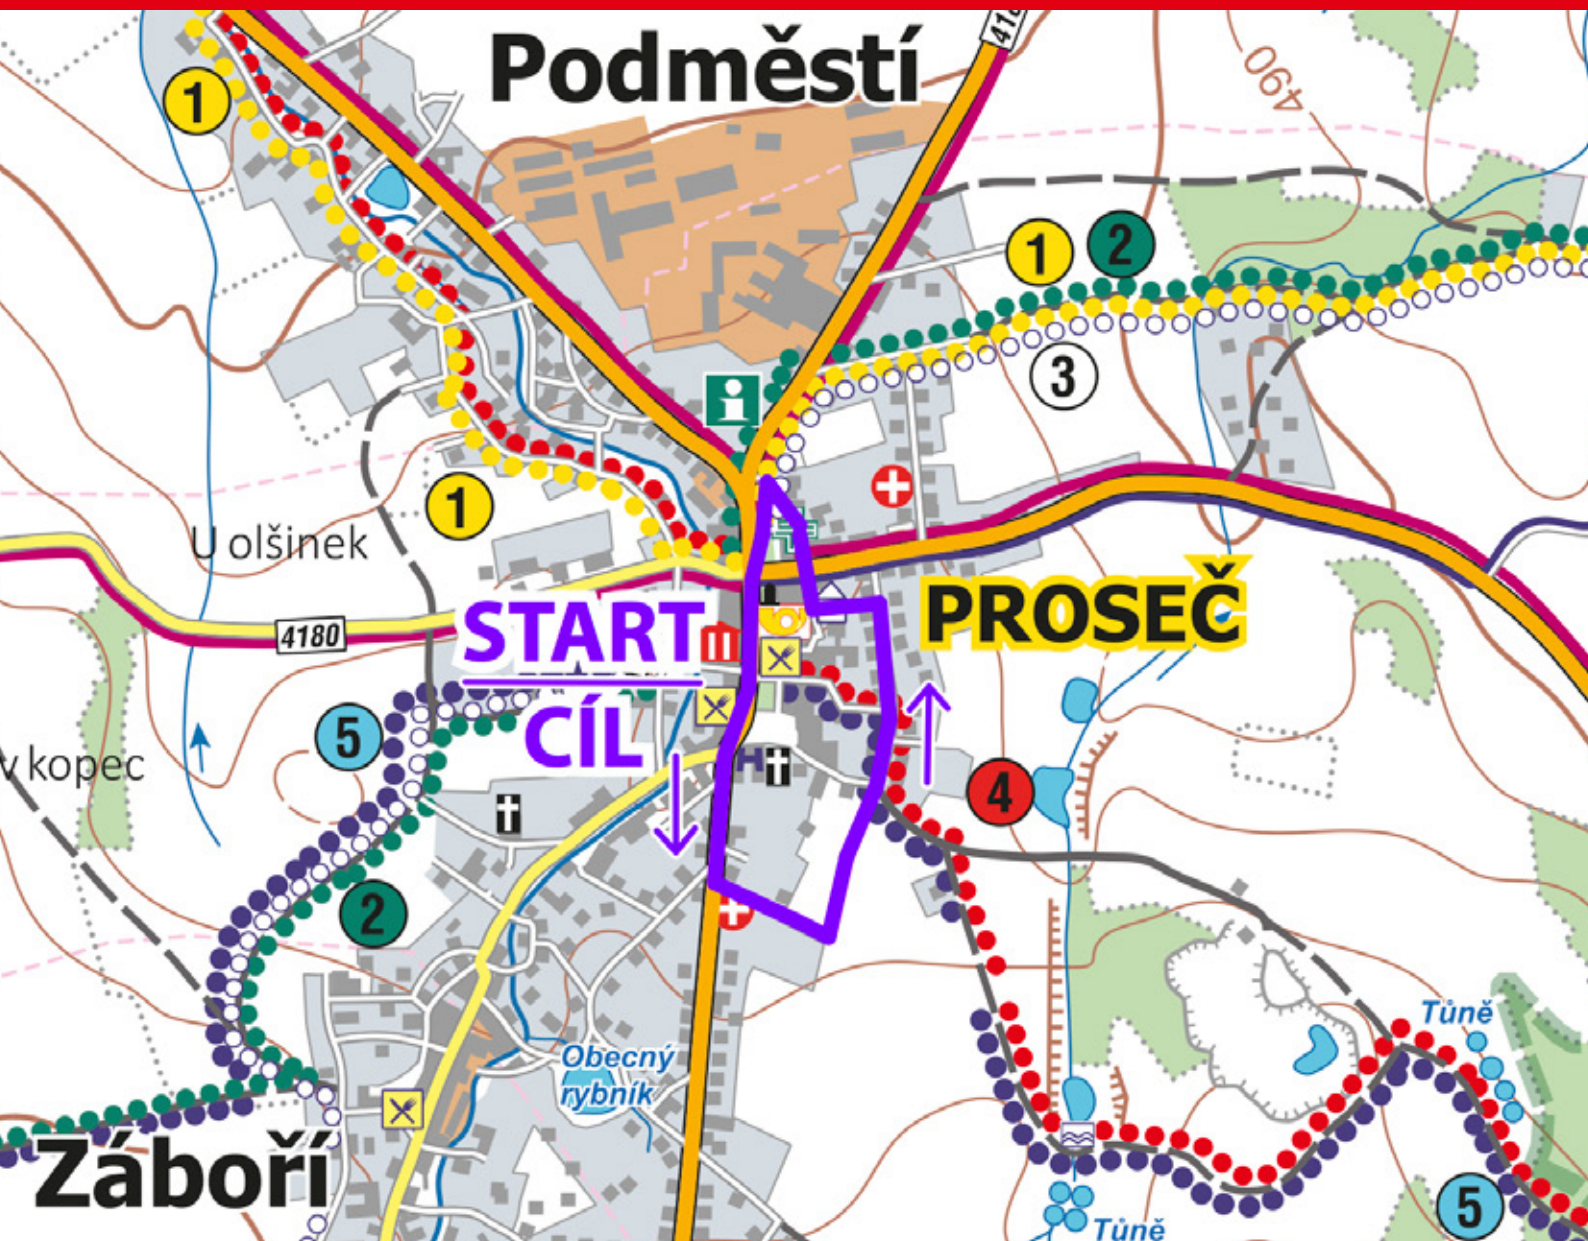 Podměstí
418
490
1
1
2
3
1
U olšinek
4180
START
CÍL
PROSEČ
5
v kopec
H
4
2
Tůně
Obecný
rybník
Záboří
5
Tůně